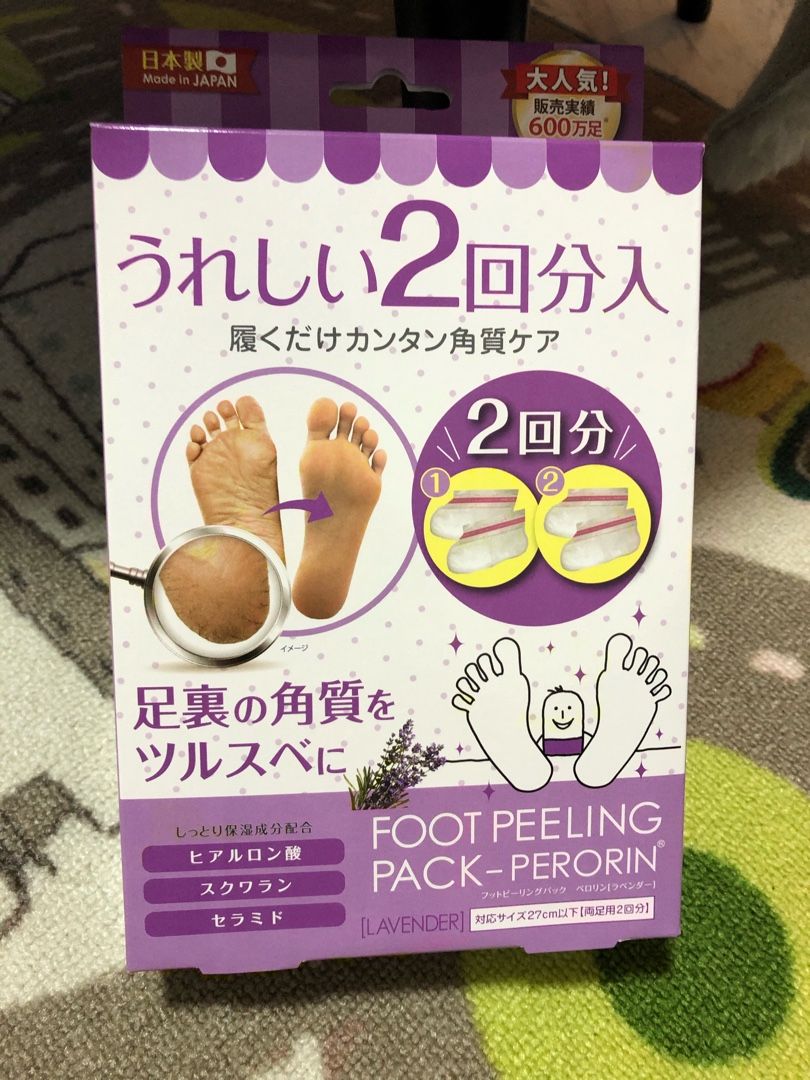 日本製
Made in JAPAN
大人気!
販売実績
600万足※
うれしい2回分入
履くだけカンタン角質ケア
2回分
1
2
イメージ
足裏の角質を
ツルスベに
しっとり保湿成分配合
ヒアルロン酸
スクワラン
セラミド
FOOT PEELING
PACK-PERORIN®
フットピーリングパック ペロリン[ラベンダー]
[LAVENDER]
対応サイズ27cm以下【両足用2回分】